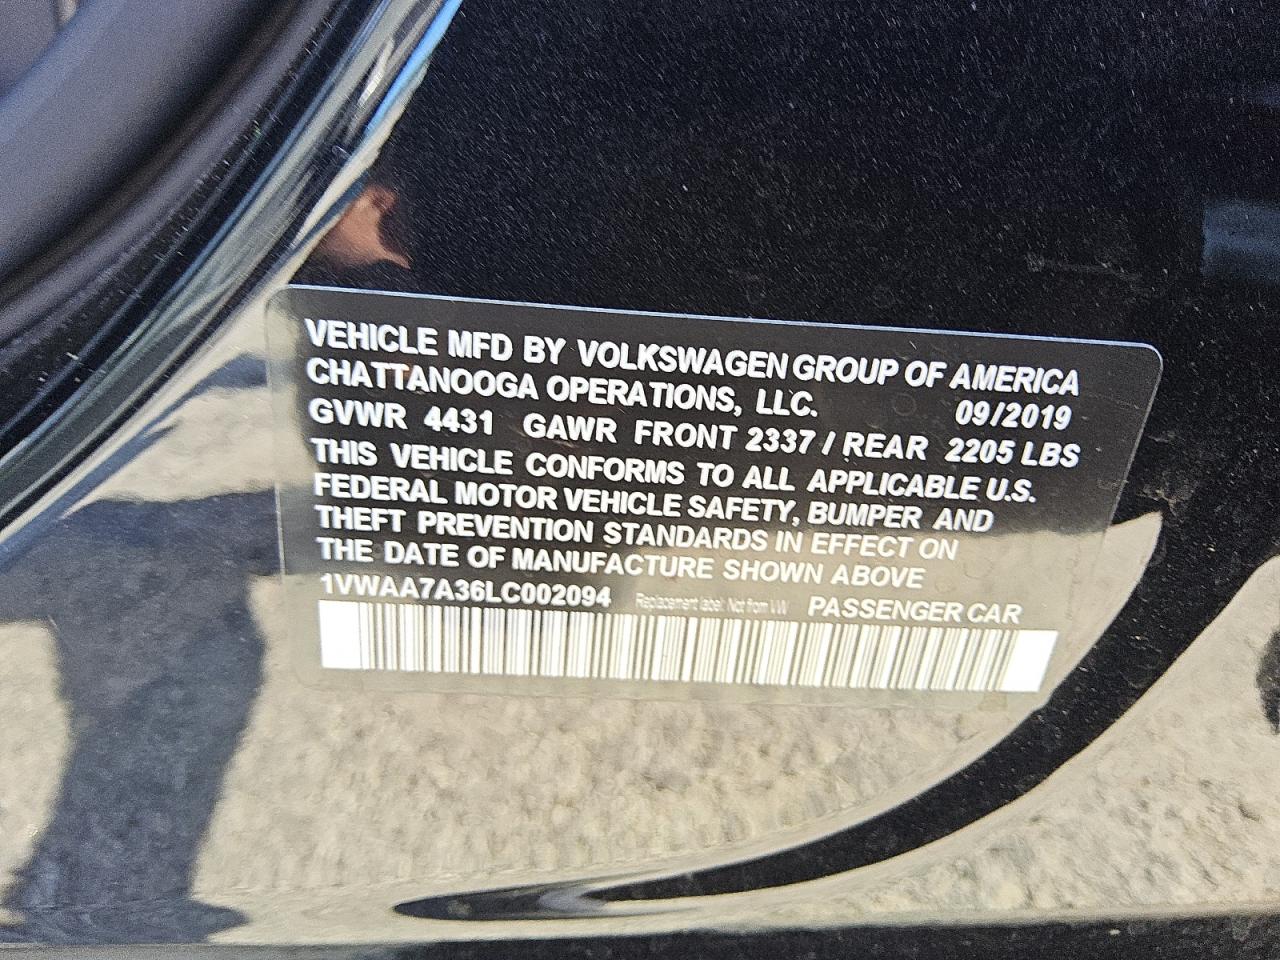 VEHICLE MFD BY VOLKSWAGEN GROUP OF AMERICA
CHATTANOOGA OPERATIONS, LLC. 09/2019
GVWR 4431 GAWR FRONT 2337 / REAR 2205 LBS
THIS VEHICLE CONFORMS TO ALL APPLICABLE U.S.
FEDERAL MOTOR VEHICLE SAFETY, BUMPER AND
THEFT PREVENTION STANDARDS IN EFFECT ON
THE DATE OF MANUFACTURE SHOWN ABOVE
1VWAA7A36LC002094 Replacement label: Not from VW PASSENGER CAR